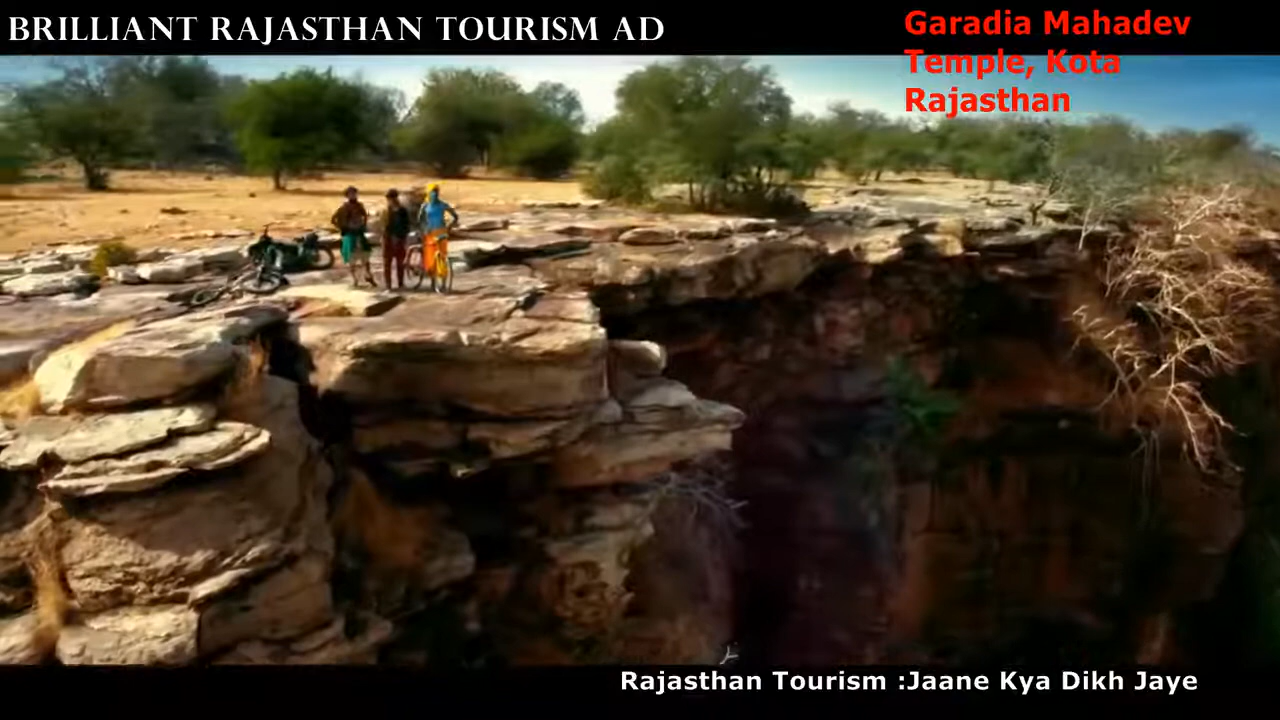 BRILLIANT RAJASTHAN TOURISM AD
Garadia Mahadev
Temple, Kota
Rajasthan
Rajasthan Tourism :Jaane Kya Dikh Jaye